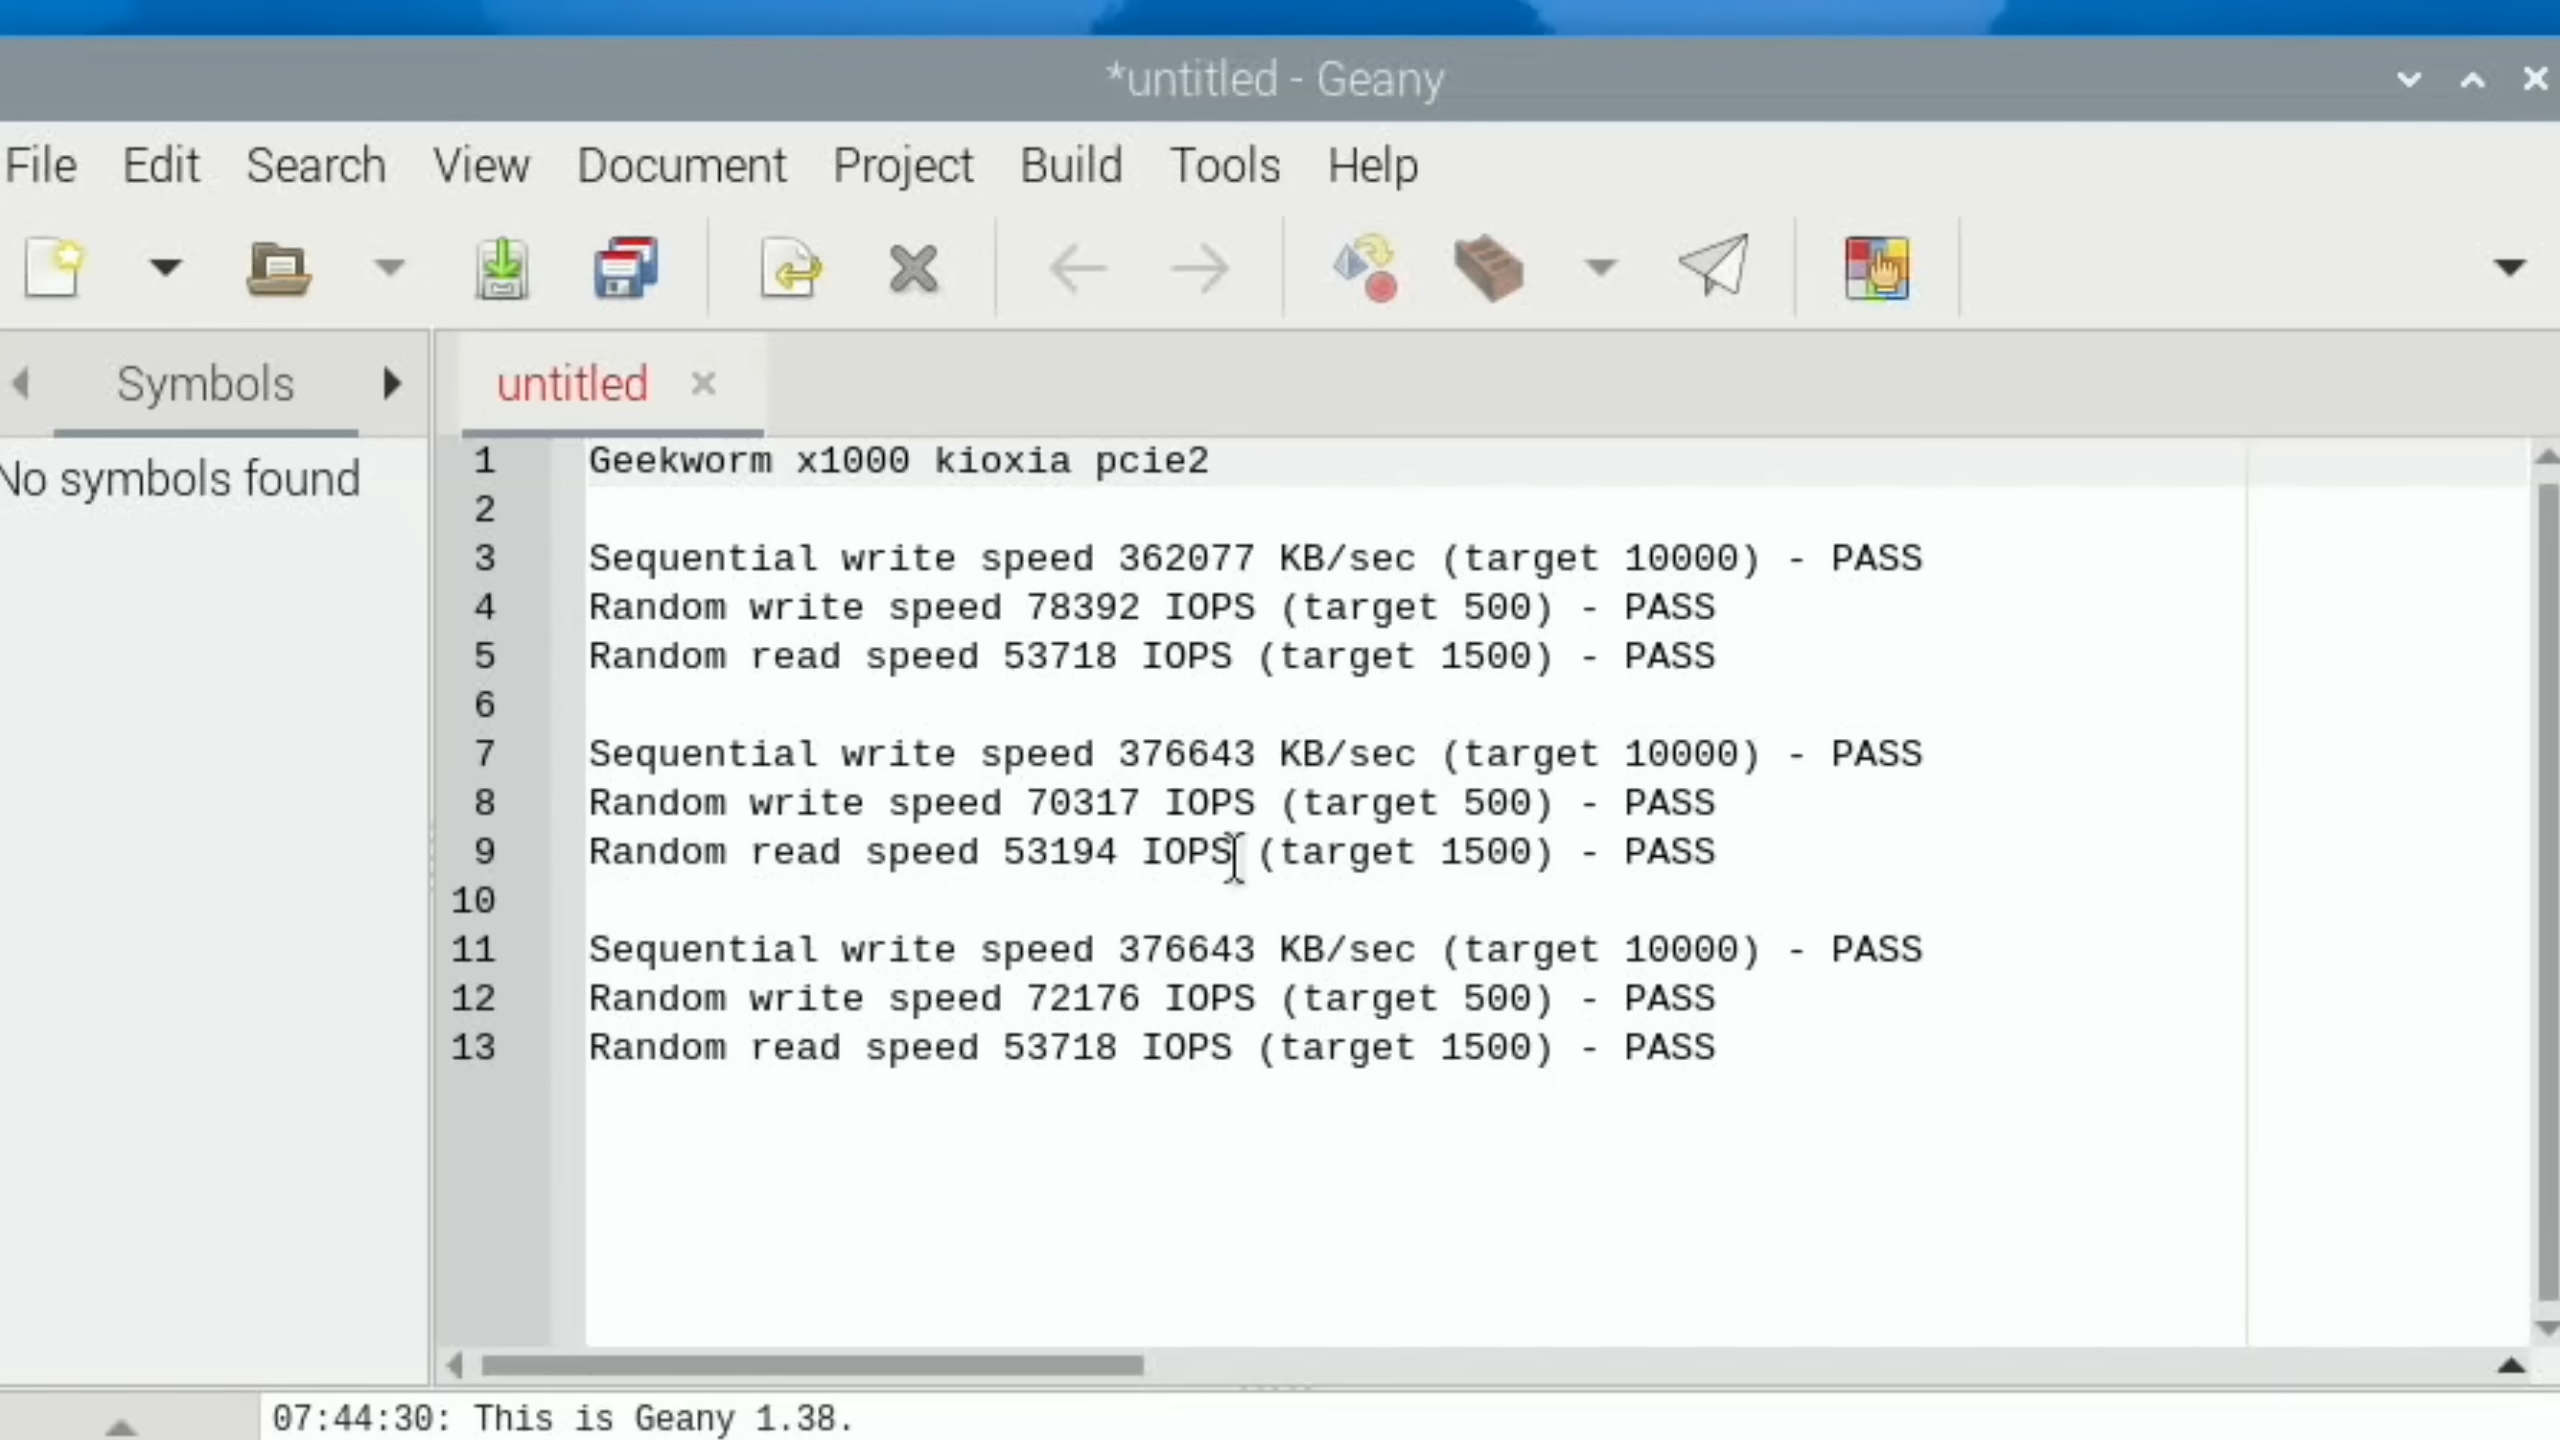 *untitled - Geany
File Edit Search View Document Project Build Tools Help
Symbols
untitled
No symbols found
1 Geekworm x1000 kioxia pcie2
2
3 Sequential write speed 362077 KB/sec (target 10000) - PASS
4 Random write speed 78392 IOPS (target 500) - PASS
5 Random read speed 53718 IOPS (target 1500) - PASS
6
7 Sequential write speed 376643 KB/sec (target 10000) - PASS
8 Random write speed 70317 IOPS (target 500) - PASS
9 Random read speed 53194 IOPS (target 1500) - PASS
10
11 Sequential write speed 376643 KB/sec (target 10000) - PASS
12 Random write speed 72176 IOPS (target 500) - PASS
13 Random read speed 53718 IOPS (target 1500) - PASS
07:44:30: This is Geany 1.38.